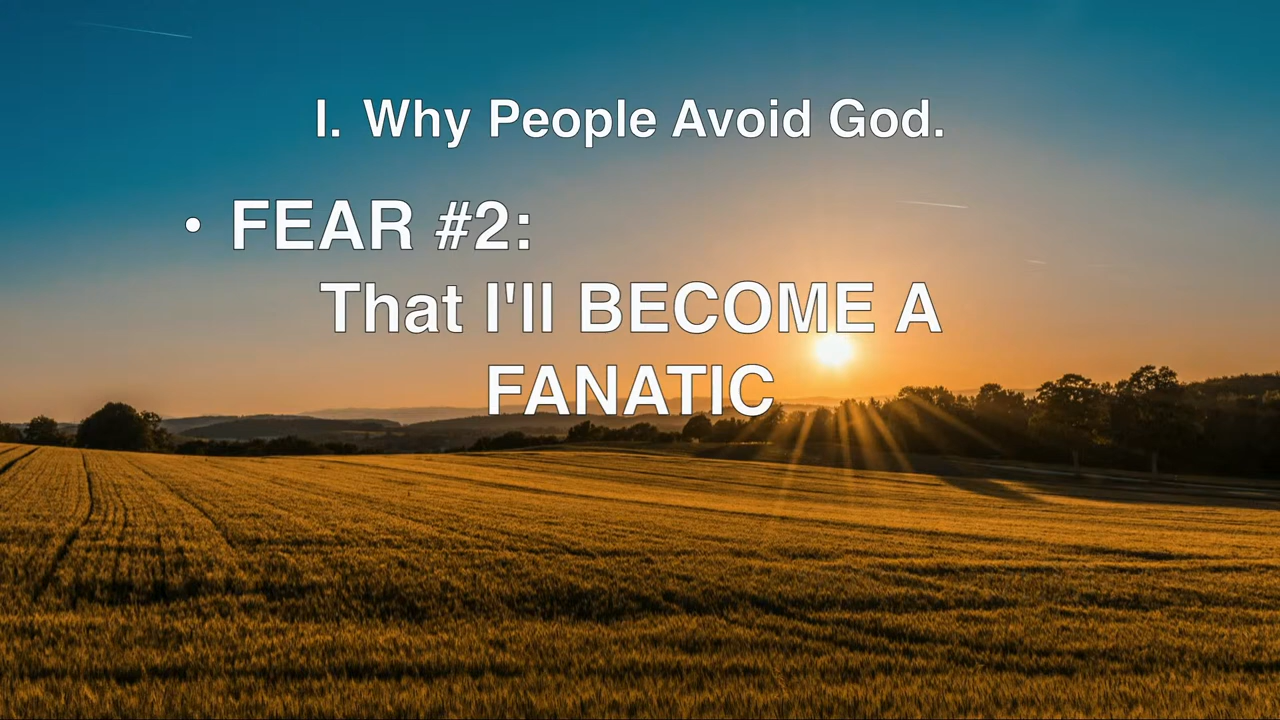 I. Why People Avoid God.
• FEAR #2:
That I'll BECOME A
FANATIC